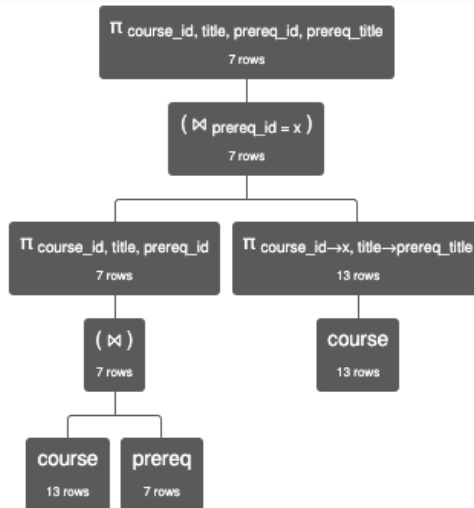 π course_id, title, prereq_id, prereq_title
7 rows
( ⋈ prereq_id = x )
7 rows
π course_id, title, prereq_id
7 rows
π course_id→x, title→prereq_title
13 rows
( ⋈ )
7 rows
course
13 rows
course
13 rows
prereq
7 rows